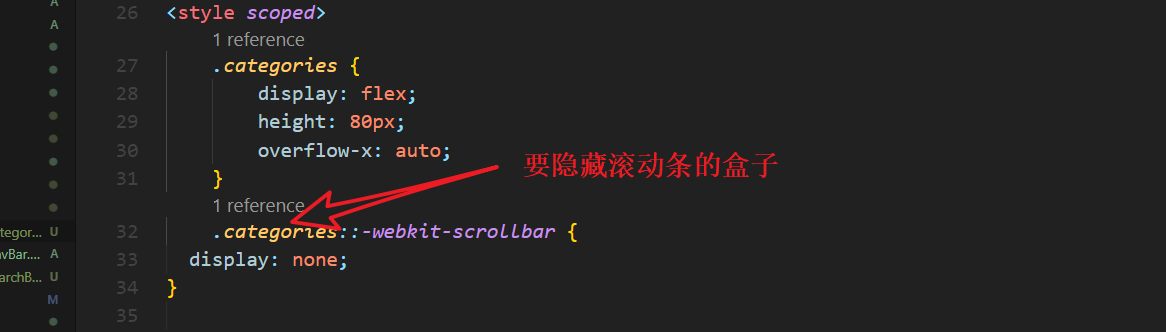 A
26 <style scoped>
A
1 reference
27 .categories {
28 display: flex;
29 height: 80px;
30 overflow-x: auto;
要隐藏滚动条的盒子
31 }
1 reference
32 .categories::-webkit-scrollbar {
ategor... U
33 display: none;
avBar.... A
34 }
archB... U
M
35